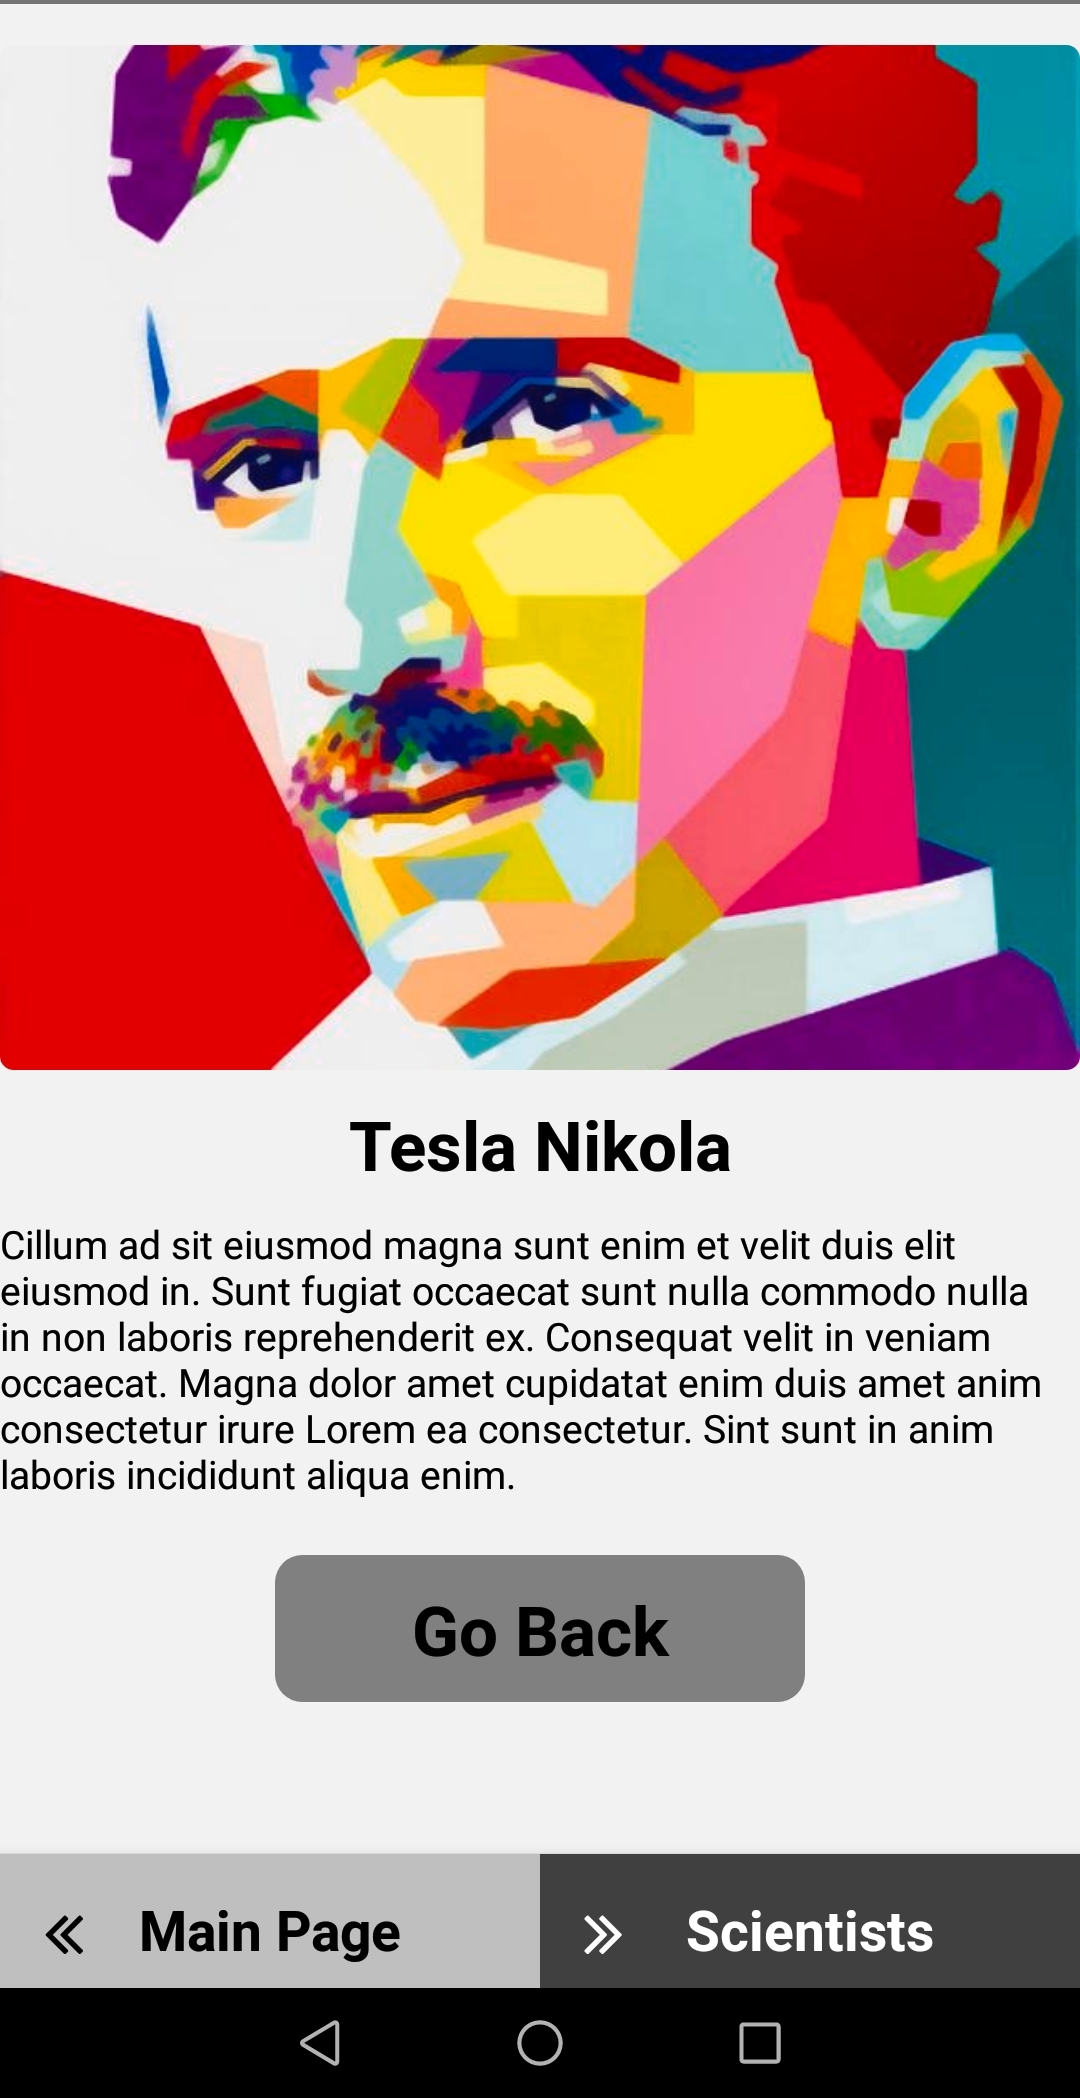 Tesla Nikola
Cillum ad sit eiusmod magna sunt enim et velit duis elit
eiusmod in. Sunt fugiat occaecat sunt nulla commodo nulla
in non laboris reprehenderit ex. Consequat velit in veniam
occaecat. Magna dolor amet cupidatat enim duis amet anim
consectetur irure Lorem ea consectetur. Sint sunt in anim
laboris incididunt aliqua enim.
Go Back
Main Page
Scientists